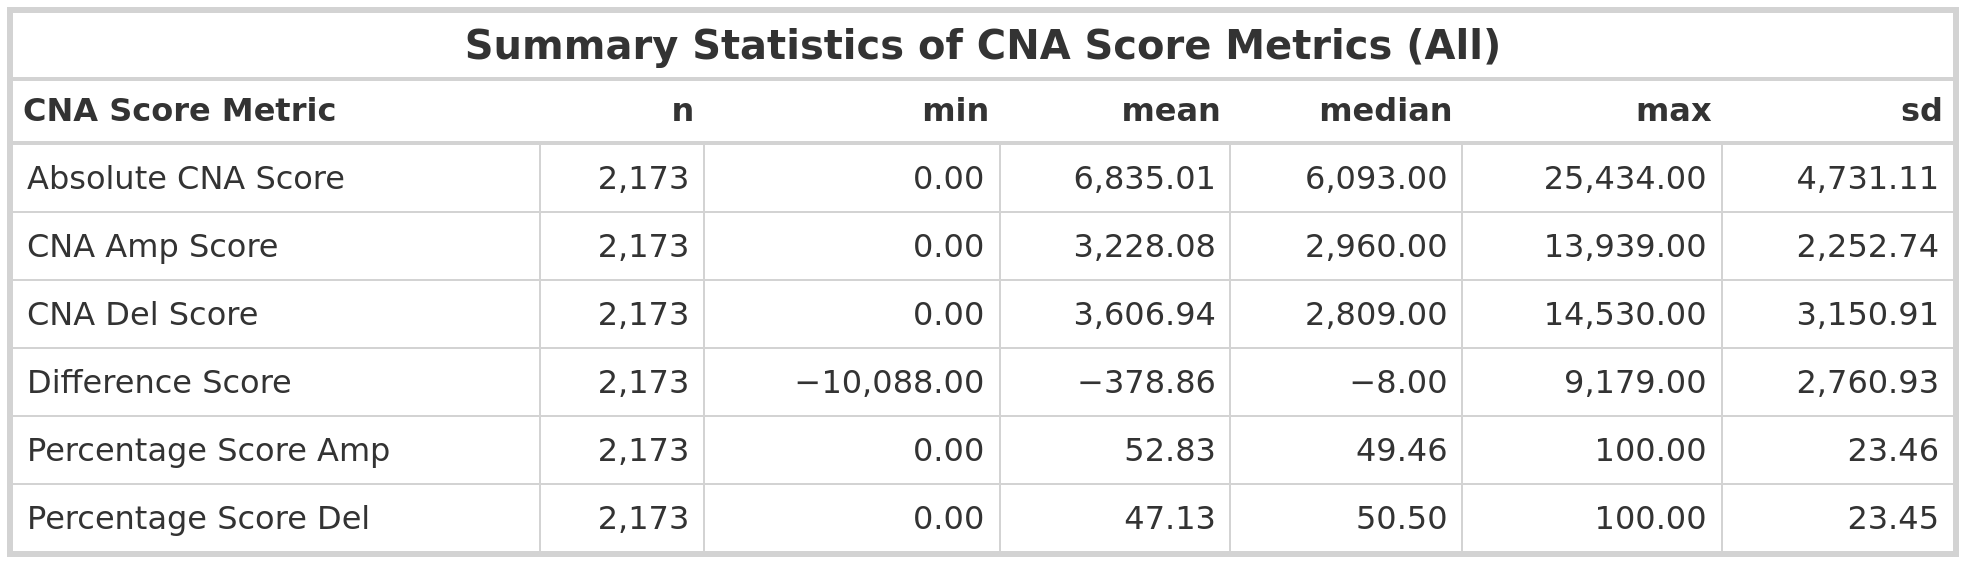 Summary Statistics of CNA Score Metrics (All)
CNA Score Metric n min mean median max sd
Absolute CNA Score 2,173 0.00 6,835.01 6,093.00 25,434.00 4,731.11
CNA Amp Score 2,173 0.00 3,228.08 2,960.00 13,939.00 2,252.74
CNA Del Score 2,173 0.00 3,606.94 2,809.00 14,530.00 3,150.91
Difference Score 2,173 −10,088.00 −378.86 −8.00 9,179.00 2,760.93
Percentage Score Amp 2,173 0.00 52.83 49.46 100.00 23.46
Percentage Score Del 2,173 0.00 47.13 50.50 100.00 23.45